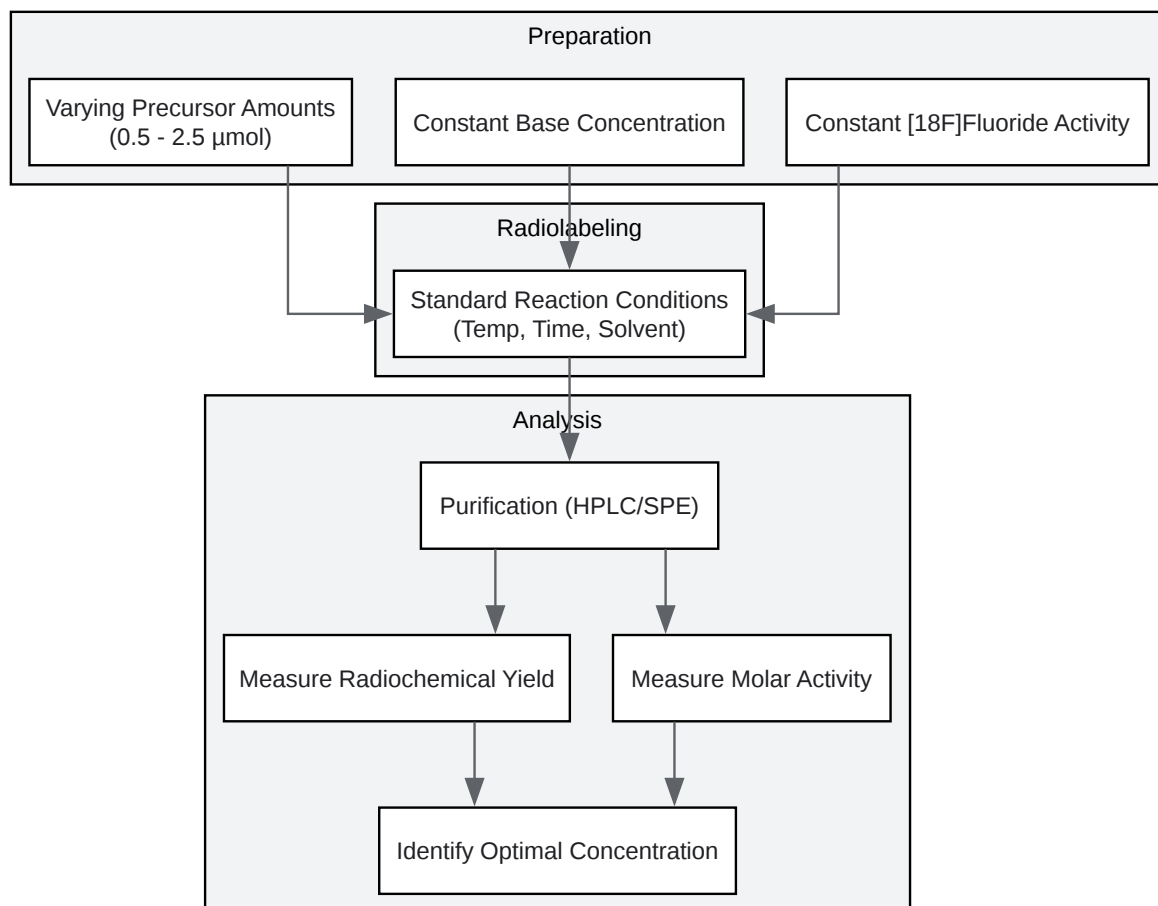 Preparation
Varying Precursor Amounts
(0.5 - 2.5 µmol)
Constant Base Concentration
Constant [18F]Fluoride Activity
Radiolabeling
Standard Reaction Conditions
(Temp, Time, Solvent)
Analysis
Purification (HPLC/SPE)
Measure Radiochemical Yield
Measure Molar Activity
Identify Optimal Concentration